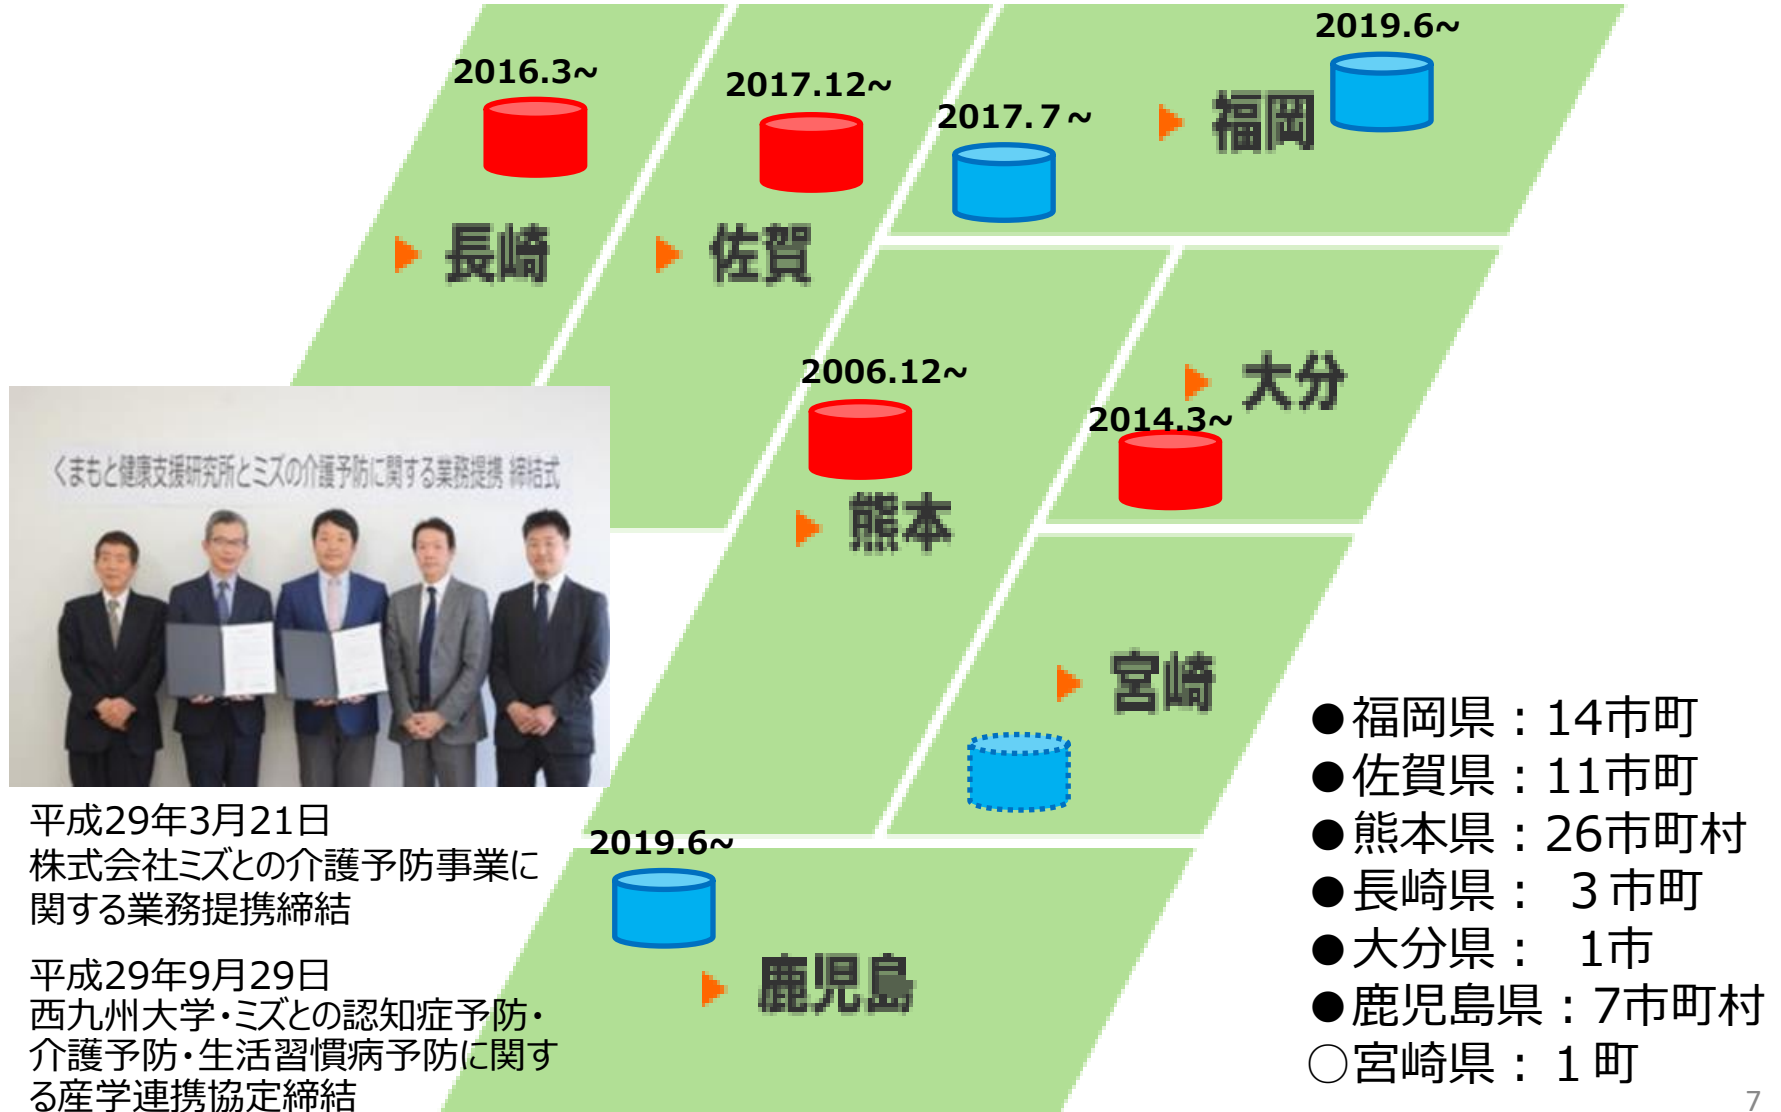 2019.6~
2016.3~
2017.12~
2017.7～
福岡
長崎
佐賀
2006.12~
大分
2014.3~
くまもと健康支援研究所とミズの介護予防に関する業務提携 締結式
熊本
宮崎
平成29年3月21日
株式会社ミズとの介護予防事業に
関する業務提携締結
2019.6~
平成29年9月29日
西九州大学・ミズとの認知症予防・
介護予防・生活習慣病予防に関す
る産学連携協定締結
鹿児島
●福岡県：14市町
●佐賀県：11市町
●熊本県：26市町村
●長崎県：　3市町
●大分県：　1市
●鹿児島県：7市町村
○宮崎県：１町
7